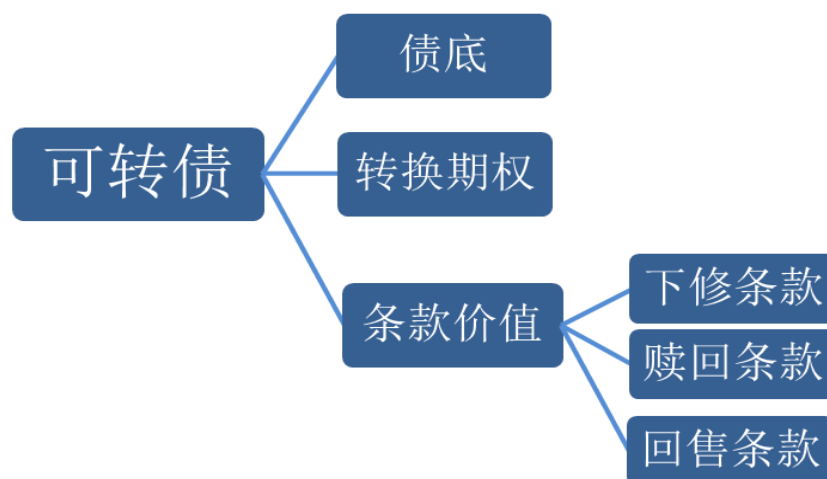 债底
可转债
转换期权
条款价值
下修条款
赎回条款
回售条款